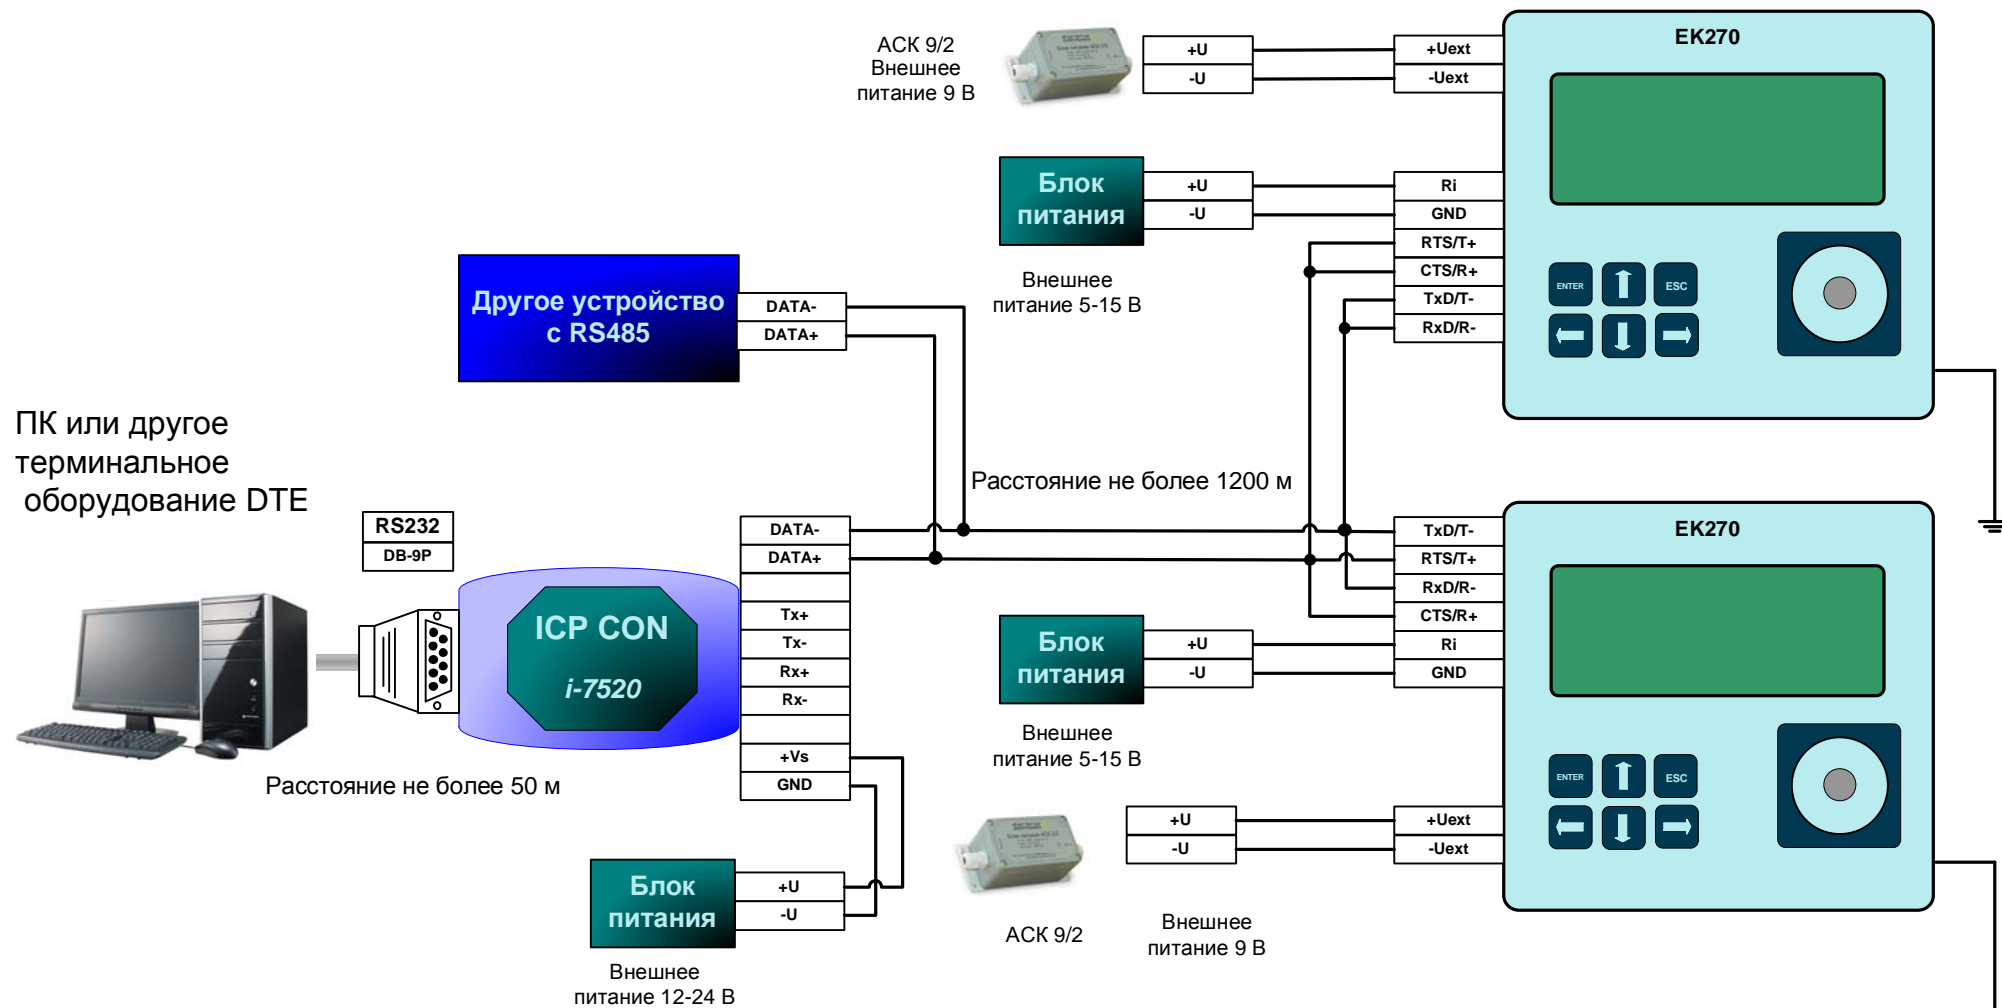 АСК 9/2
Внешнее
питание 9 В
+U
-U
+Uext
-Uext
EK270
Блок
питания
+U
-U
Внешнее
питание 5-15 В
Ri
GND
RTS/T+
CTS/R+
TxD/T-
RxD/R-
ENTER
ESC
Другое устройство
с RS485
DATA-
DATA+
ПК или другое
терминальное
оборудование DTE
Расстояние не более 1200 м
RS232
DB-9P
ICP CON
i-7520
DATA-
DATA+
Tx+
Tx-
Rx+
Rx-
+Vs
GND
Расстояние не более 50 м
Блок
питания
+U
-U
Внешнее
питание 12-24 В
TxD/T-
RTS/T+
RxD/R-
CTS/R+
Ri
GND
EK270
Блок
питания
+U
-U
Внешнее
питание 5-15 В
ENTER
ESC
+U
-U
+Uext
-Uext
АСК 9/2
Внешнее
питание 9 В